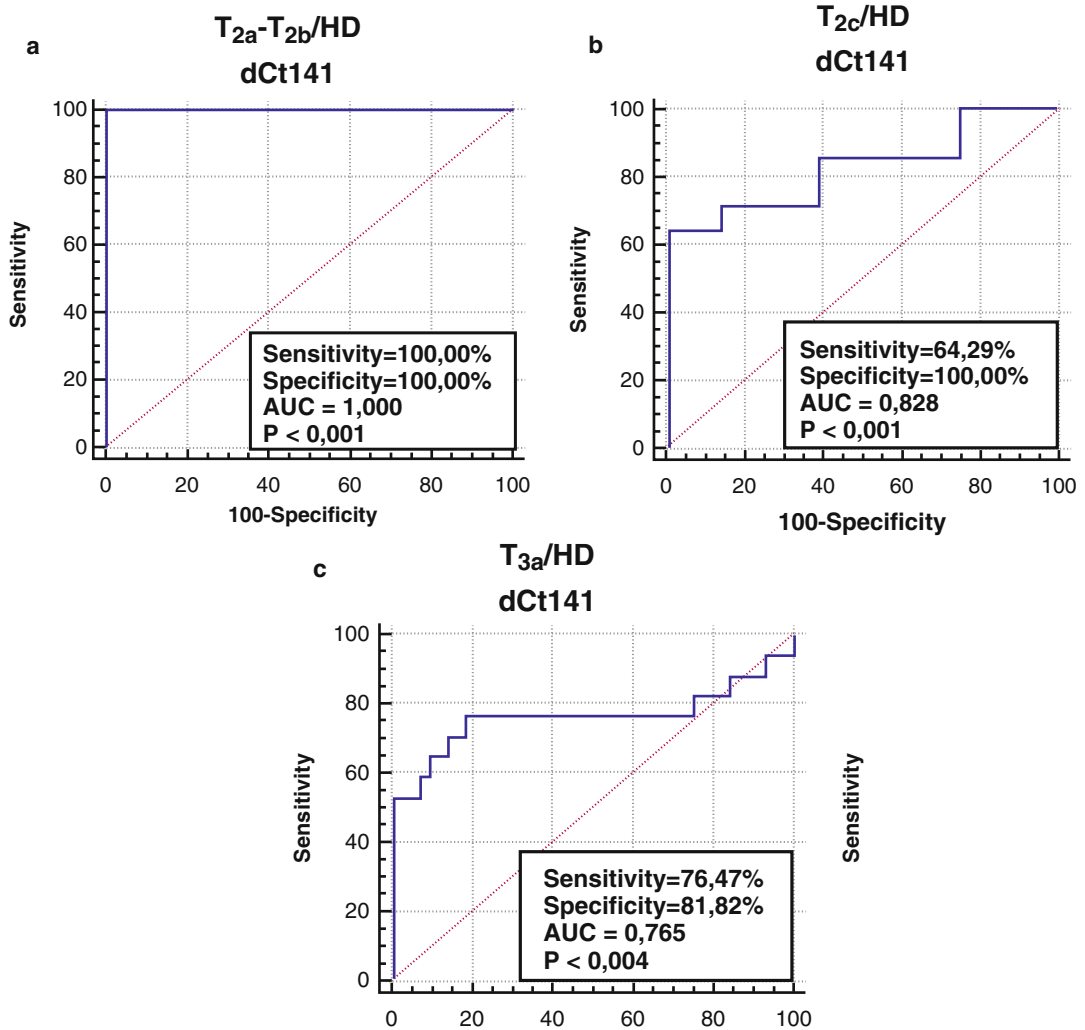 a
T2a-T2b/HD
dCt141
100
80
60
40
20
0
Sensitivity
Sensitivity=100,00%
Specificity=100,00%
AUC = 1,000
P < 0,001
0 20 40 60 80 100
100-Specificity
b
T2c/HD
dCt141
100
80
60
40
20
0
Sensitivity
Sensitivity=64,29%
Specificity=100,00%
AUC = 0,828
P < 0,001
0 20 40 60 80 100
100-Specificity
c
T3a/HD
dCt141
100
80
60
40
20
0
Sensitivity
Sensitivity=76,47%
Specificity=81,82%
AUC = 0,765
P < 0,004
0 20 40 60 80 100
Sensitivity